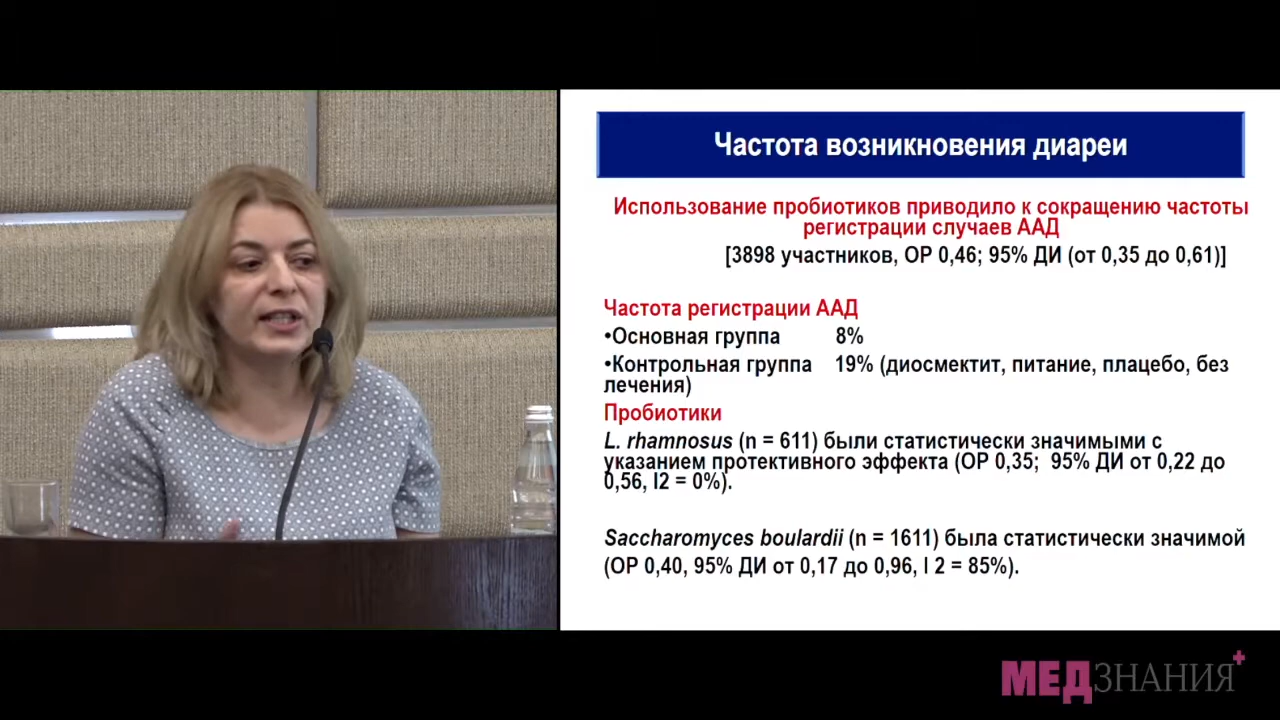 Частота возникновения диареи
Использование пробиотиков приводило к сокращению частоты
регистрации случаев ААД
[3898 участников, ОР 0,46; 95% ДИ (от 0,35 до 0,61)]
Частота регистрации ААД
•Основная группа 8%
•Контрольная группа 19% (диосмектит, питание, плацебо, без
лечения)
Пробиотики
L. rhamnosus (n = 611) были статистически значимыми с
указанием протективного эффекта (ОР 0,35; 95% ДИ от 0,22 до
0,56, I2 = 0%).
Saccharomyces boulardii (n = 1611) была статистически значимой
(ОР 0,40, 95% ДИ от 0,17 до 0,96, I 2 = 85%).
МЕДЗНАНИЯ+